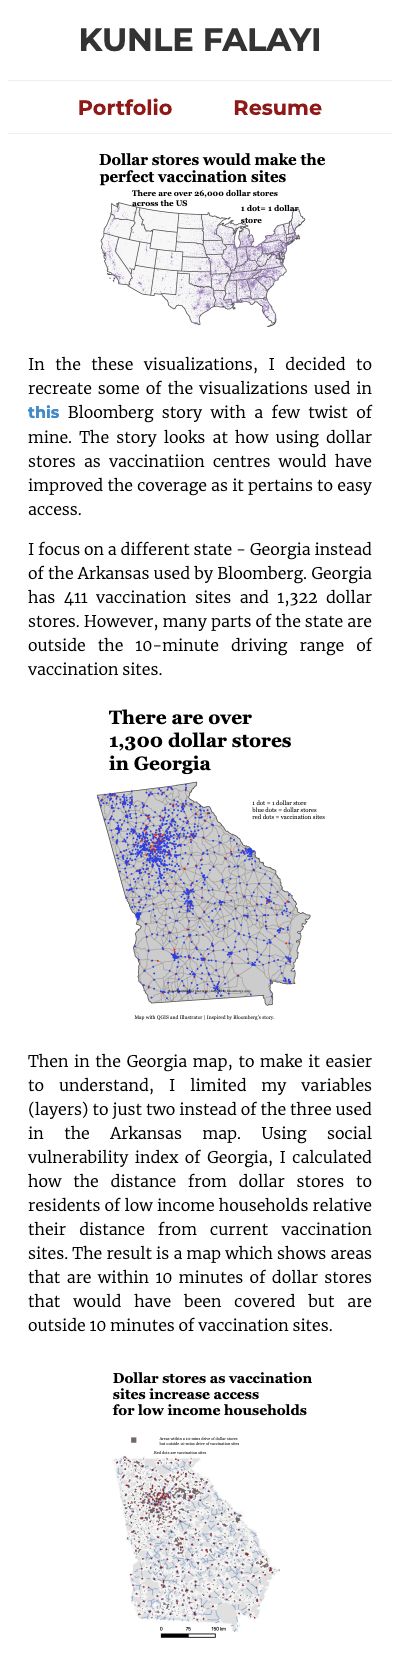 KUNLE FALAYI
Portfolio Resume
Dollar stores would make the
perfect vaccination sites
There are over 26,000 dollar stores
across the US
1 dot= 1 dollar
store
In the these visualizations, I decided to
recreate some of the visualizations used in
this Bloomberg story with a few twist of
mine. The story looks at how using dollar
stores as vaccinatiion centres would have
improved the coverage as it pertains to easy
access.
I focus on a different state - Georgia instead
of the Arkansas used by Bloomberg. Georgia
has 411 vaccination sites and 1,322 dollar
stores. However, many parts of the state are
outside the 10-minute driving range of
vaccination sites.
There are over
1,300 dollar stores
in Georgia
1 dot = 1 dollar store
blue dots = dollar stores
red dots = vaccination sites
Map with QGIS and Illustrator | Inspired by Bloomberg's story.
Then in the Georgia map, to make it easier
to understand, I limited my variables
(layers) to just two instead of the three used
in the Arkansas map. Using social
vulnerability index of Georgia, I calculated
how the distance from dollar stores to
residents of low income households relative
their distance from current vaccination
sites. The result is a map which shows areas
that are within 10 minutes of dollar stores
that would have been covered but are
outside 10 minutes of vaccination sites.
Dollar stores as vaccination
sites increase access
for low income households
Areas within a 10-mins drive of dollar stores
but outside 10-mins drive of vaccination sites
Red dots are vaccination sites
0 75 150 km